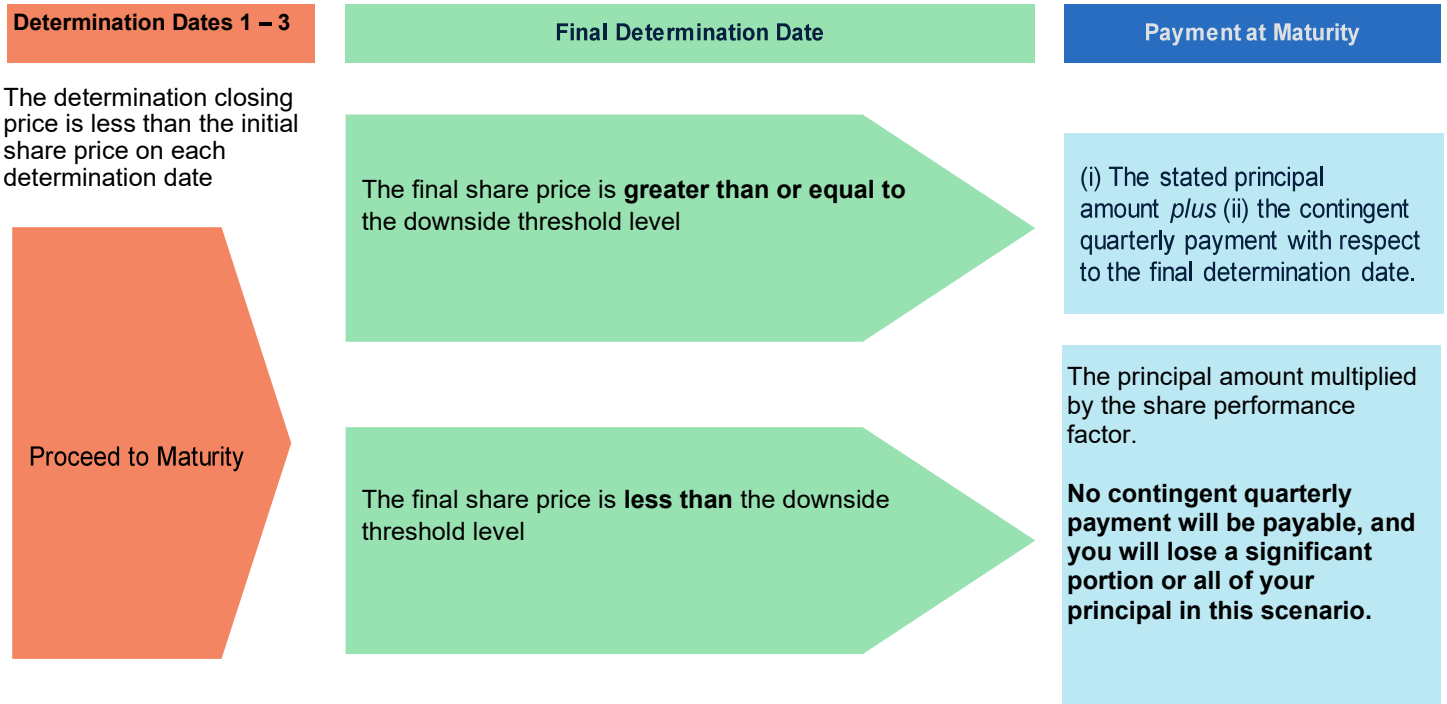 Determination Dates 1 – 3
Final Determination Date
Payment at Maturity
The determination closing
price is less than the initial
share price on each
determination date
Proceed to Maturity
The final share price is greater than or equal to
the downside threshold level
(i) The stated principal
amount plus (ii) the contingent
quarterly payment with respect
to the final determination date.
The final share price is less than the downside
threshold level
The principal amount multiplied
by the share performance
factor.
No contingent quarterly
payment will be payable, and
you will lose a significant
portion or all of your
principal in this scenario.